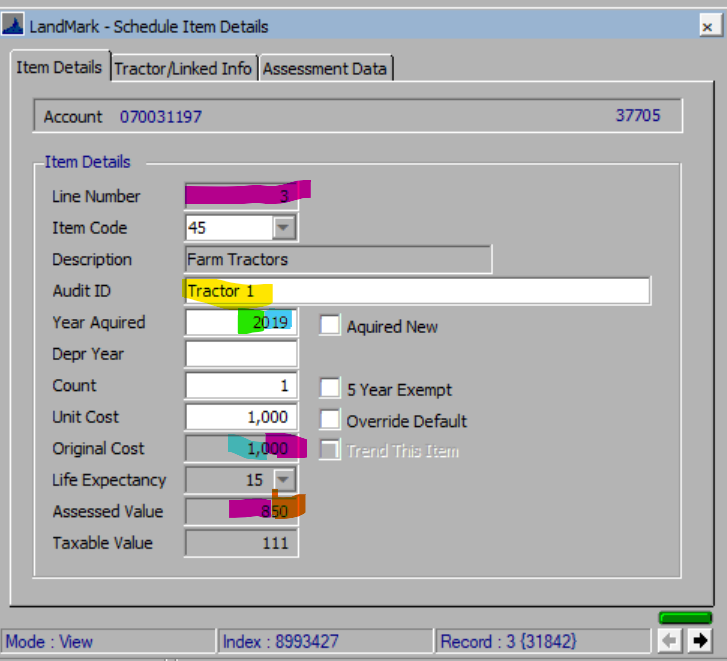 LandMark - Schedule Item Details
Item Details Tractor/Linked Info Assessment Data
Account 070031197 37705
Item Details
Line Number 3
Item Code 45
Description Farm Tractors
Audit ID Tractor 1
Year Aquired 2019 Aquired New
Depr Year
Count 1 5 Year Exempt
Unit Cost 1,000 Override Default
Original Cost 1,000 Trend This Item
Life Expectancy 15
Assessed Value 850
Taxable Value 111
Mode : View Index : 8993427 Record : 3 {31842}